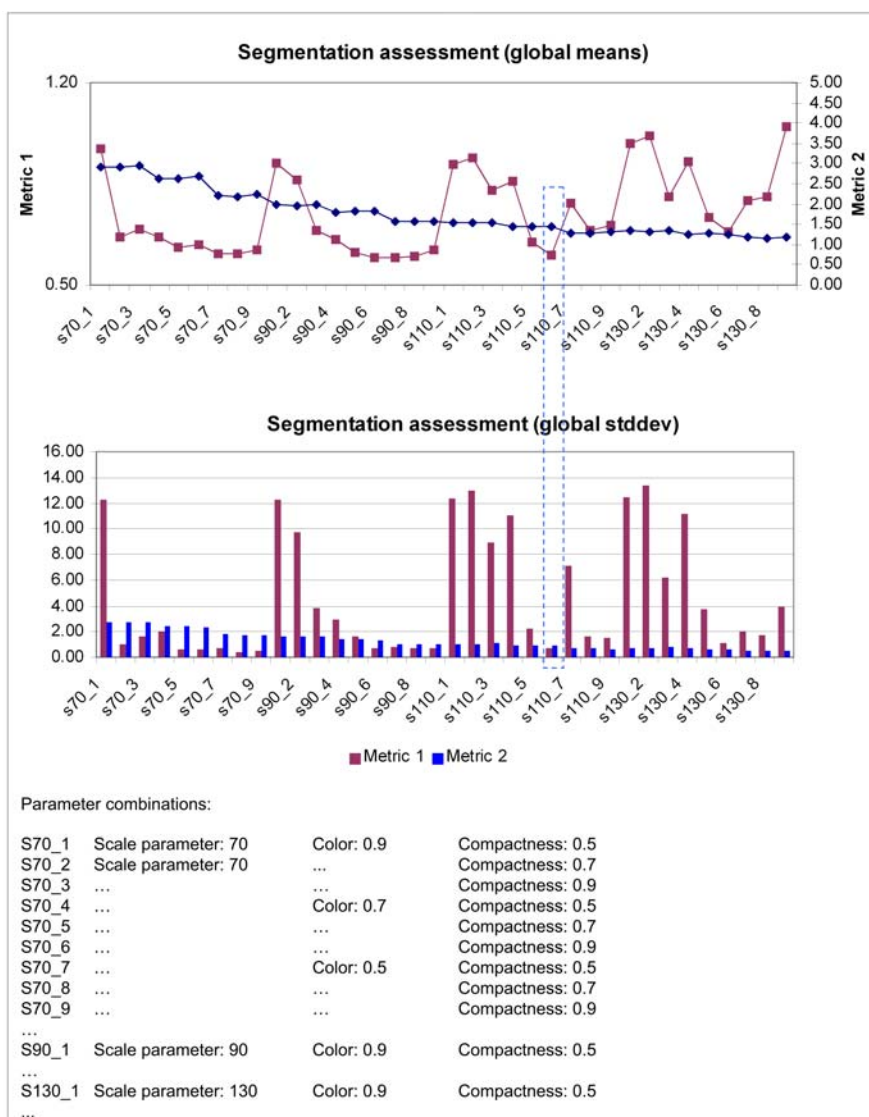 Segmentation assessment (global means)
1.20
0.50
Metric 1
5.00
4.50
4.00
3.50
3.00
2.50
2.00
1.50
1.00
0.50
0.00
Metric 2
s70_1
s70_3
s70_5
s70_7
s70_9
s90_2
s90_4
s90_6
s90_8
s110_1
s110_3
s110_5
s110_7
s110_9
s130_2
s130_4
s130_6
s130_8
Segmentation assessment (global stddev)
16.00
14.00
12.00
10.00
8.00
6.00
4.00
2.00
0.00
s70_1
s70_3
s70_5
s70_7
s70_9
s90_2
s90_4
s90_6
s90_8
s110_1
s110_3
s110_5
s110_7
s110_9
s130_2
s130_4
s130_6
s130_8
Metric 1 Metric 2
Parameter combinations:
S70_1 Scale parameter: 70 Color: 0.9 Compactness: 0.5
S70_2 Scale parameter: 70 ... Compactness: 0.7
S70_3 … … Compactness: 0.9
S70_4 … Color: 0.7 Compactness: 0.5
S70_5 … … Compactness: 0.7
S70_6 … … Compactness: 0.9
S70_7 … Color: 0.5 Compactness: 0.5
S70_8 … … Compactness: 0.7
S70_9 … … Compactness: 0.9
…
S90_1 Scale parameter: 90 Color: 0.9 Compactness: 0.5
…
S130_1 Scale parameter: 130 Color: 0.9 Compactness: 0.5
...